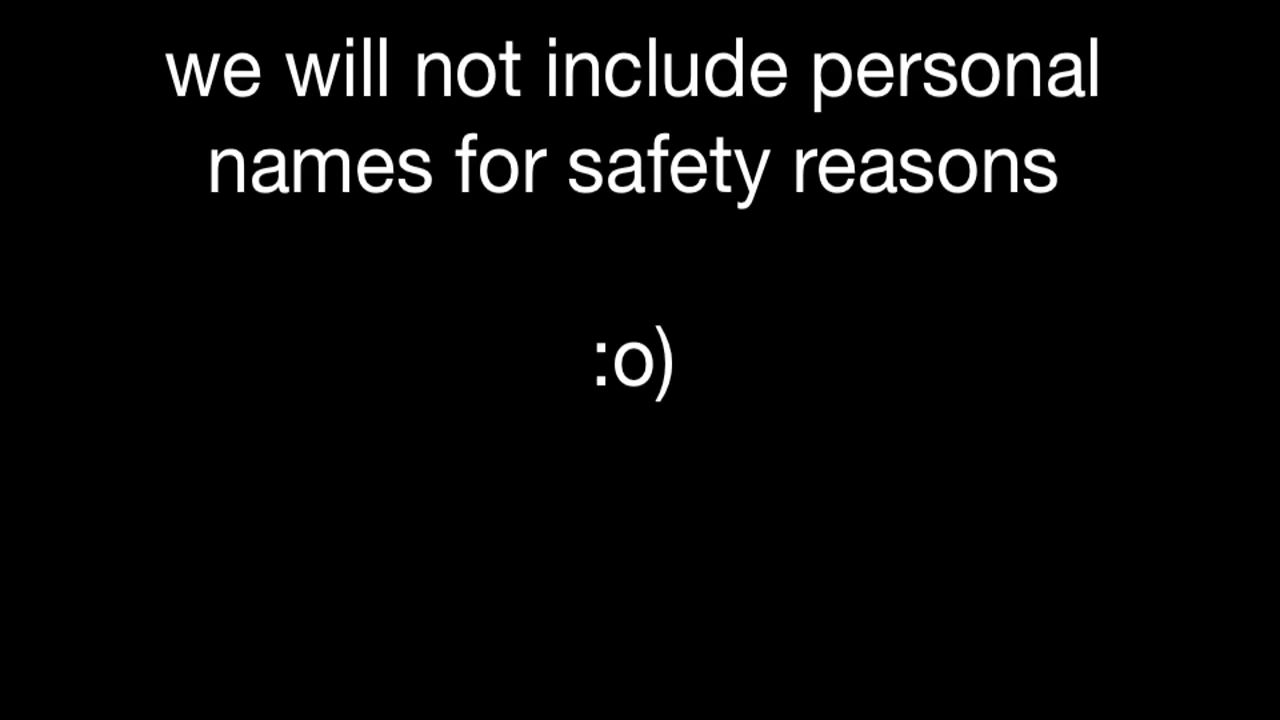 we will not include personal
names for safety reasons
:o)